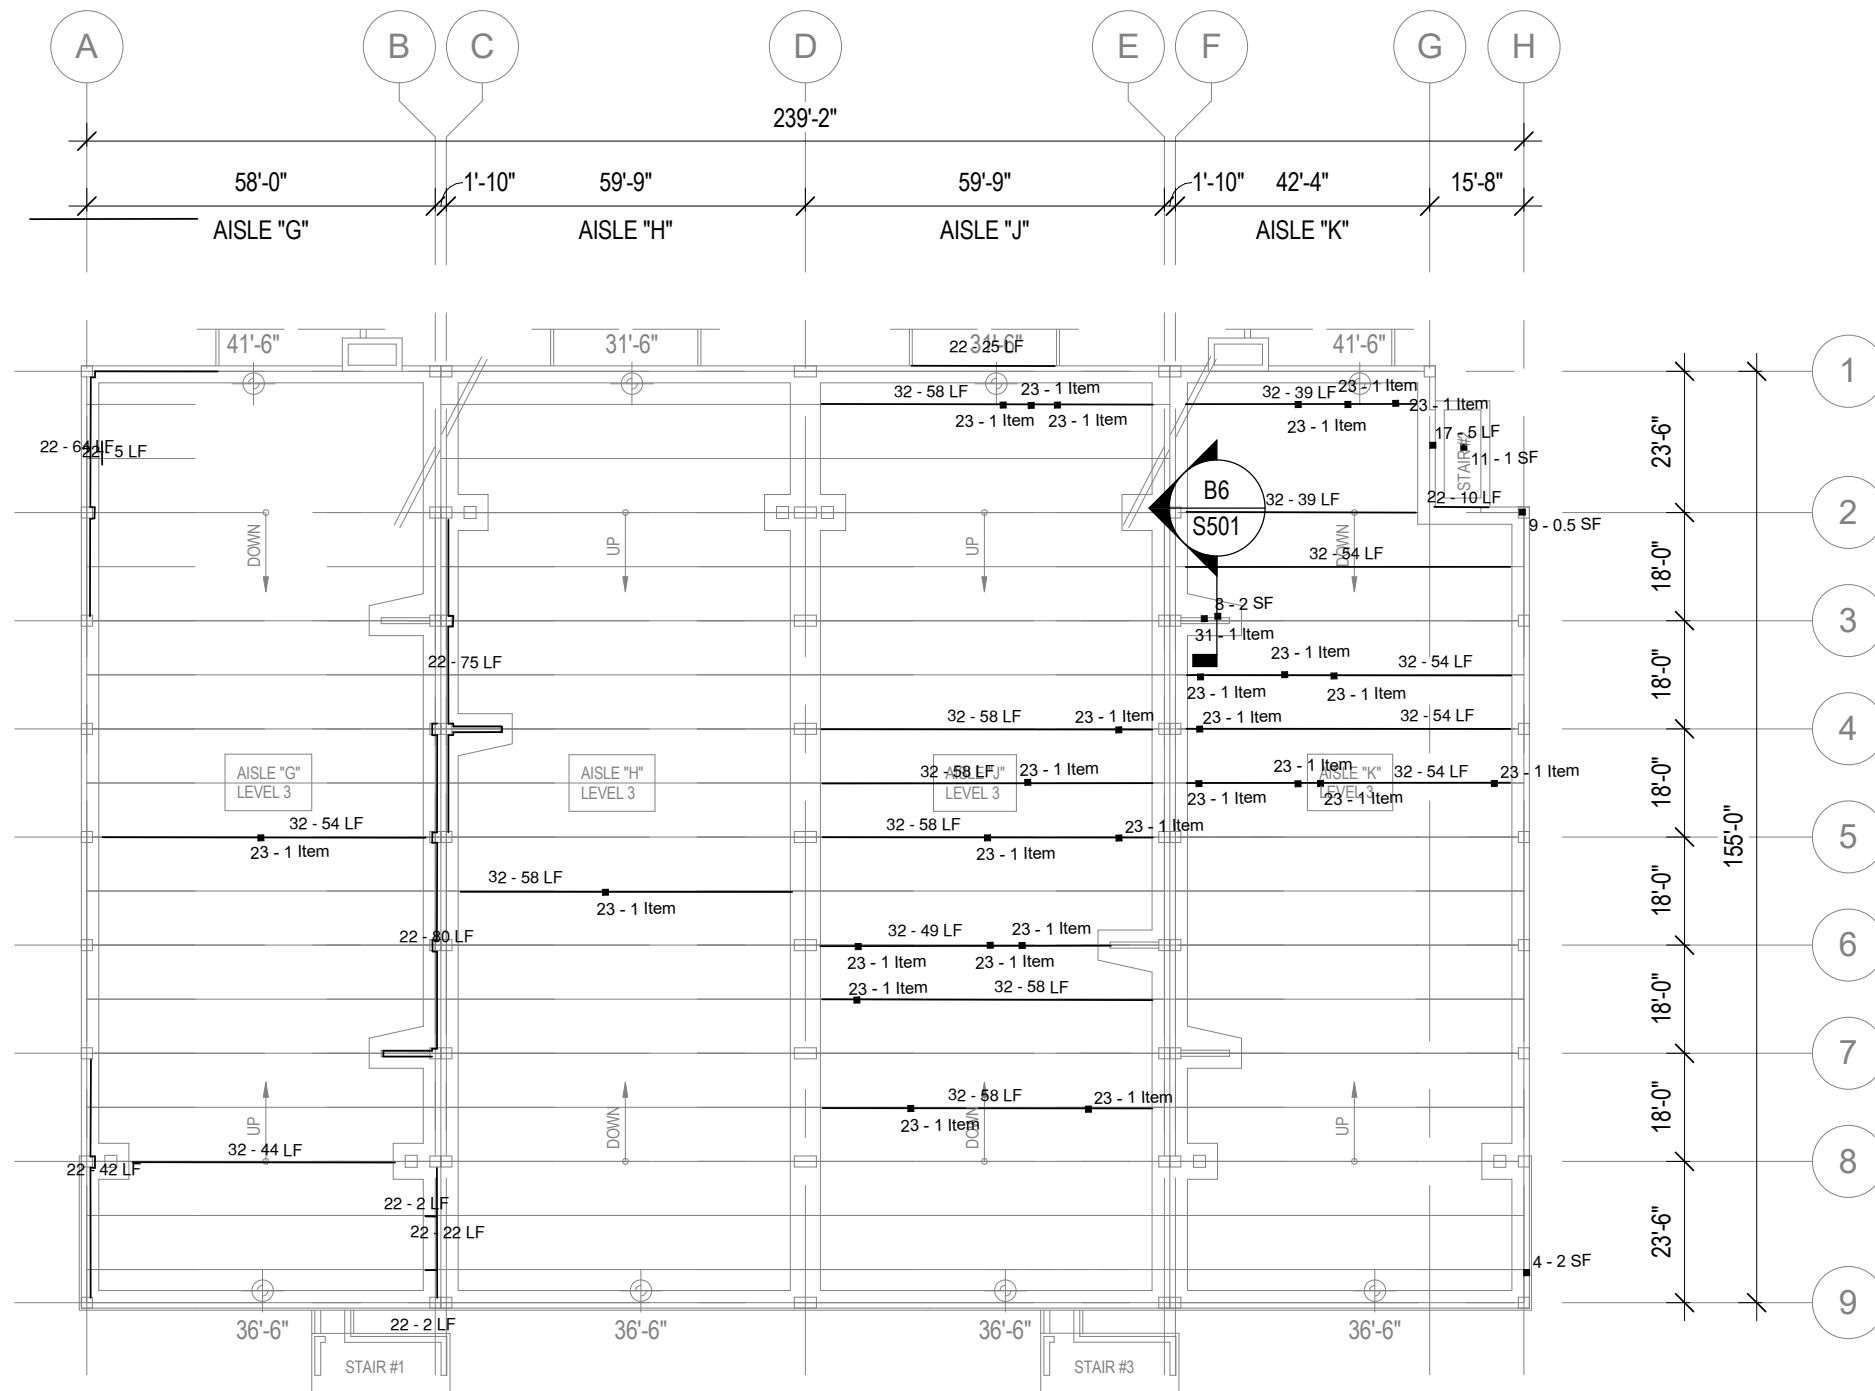 A
B
C
D
E
F
G
H
239'-2"
58'-0"
1'-10"
59'-9"
59'-9"
1'-10"
42'-4"
15'-8"
AISLE "G"
AISLE "H"
AISLE "J"
AISLE "K"
41'-6"
31'-6"
31'-6"
41'-6"
22 - 25 LF
1
32 - 58 LF
23 - 1 Item
32 - 39 LF
23 - 1 Item
23 - 1 Item
23 - 1 Item
23 - 1 Item
23 - 1 Item
23'-6"
22 - 64 LF
22 - 5 LF
17 - 5 LF
11 - 1 SF
STAIR #2
B6
S501
32 - 39 LF
22 - 10 LF
9 - 0.5 SF
2
DOWN
UP
UP
DOWN
32 - 54 LF
18'-0"
8 - 2 SF
31 - 1 Item
3
22 - 75 LF
23 - 1 Item
32 - 54 LF
23 - 1 Item
23 - 1 Item
18'-0"
32 - 58 LF
23 - 1 Item
23 - 1 Item
32 - 54 LF
4
AISLE "G"
LEVEL 3
AISLE "H"
LEVEL 3
32 - 58 LF
23 - 1 Item
AISLE "J"
LEVEL 3
23 - 1 Item
AISLE "K"
LEVEL 3
32 - 54 LF
23 - 1 Item
23 - 1 Item
23 - 1 Item
18'-0"
32 - 54 LF
23 - 1 Item
32 - 58 LF
23 - 1 Item
23 - 1 Item
155'-0"
5
32 - 58 LF
23 - 1 Item
18'-0"
22 - 80 LF
32 - 49 LF
23 - 1 Item
23 - 1 Item
23 - 1 Item
6
23 - 1 Item
32 - 58 LF
18'-0"
7
UP
DOWN
32 - 58 LF
23 - 1 Item
23 - 1 Item
DOWN
UP
18'-0"
22 - 42 LF
32 - 44 LF
8
22 - 2 LF
22 - 22 LF
23'-6"
4 - 2 SF
9
36'-6"
22 - 2 LF
36'-6"
36'-6"
36'-6"
STAIR #1
STAIR #3